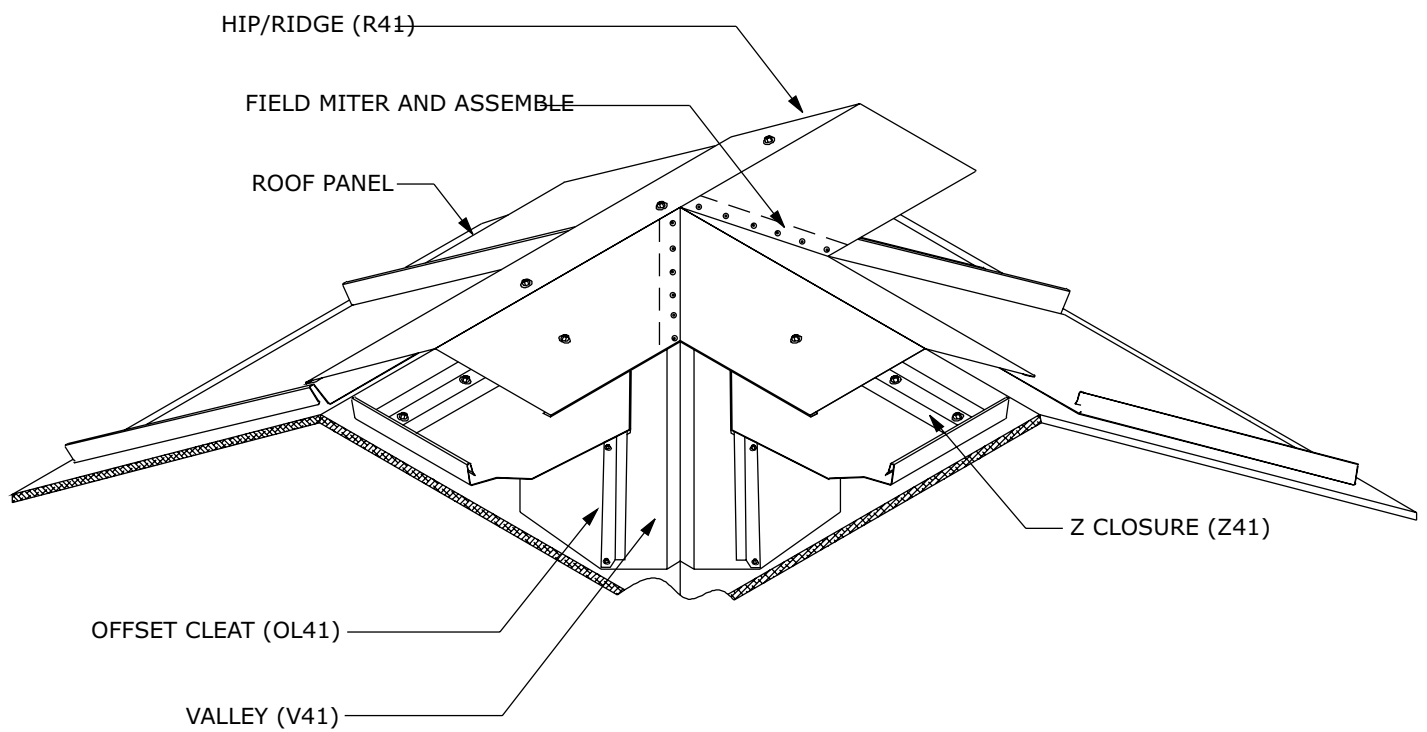 HIP/RIDGE (R41)
FIELD MITER AND ASSEMBLE
ROOF PANEL
Z CLOSURE (Z41)
OFFSET CLEAT (OL41)
VALLEY (V41)